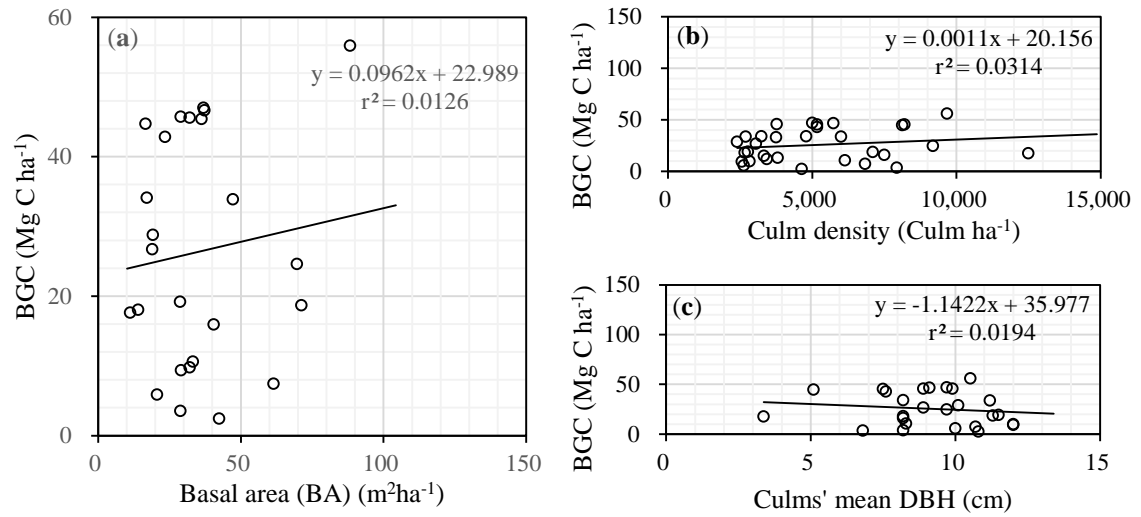 (a)
60
40
20
0
BGC (Mg C ha⁻¹)
y = 0.0962x + 22.989
r² = 0.0126
0 50 100 150
Basal area (BA) (m²ha⁻¹)
(b)
150
100
50
0
BGC (Mg C ha⁻¹)
y = 0.0011x + 20.156
r² = 0.0314
5,000 10,000 15,000
Culm density (Culm ha⁻¹)
(c)
150
100
50
0
BGC (Mg C ha⁻¹)
y = -1.1422x + 35.977
r² = 0.0194
0 5 10 15
Culms' mean DBH (cm)